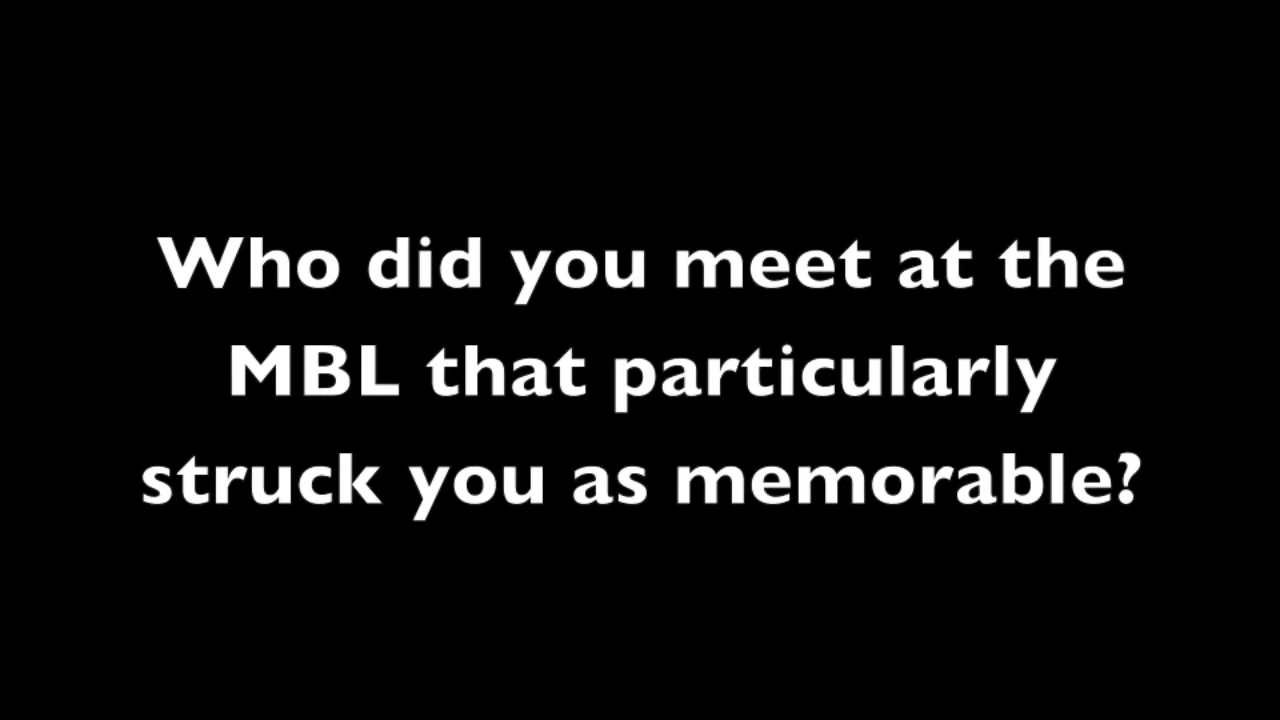 Who did you meet at the
MBL that particularly
struck you as memorable?